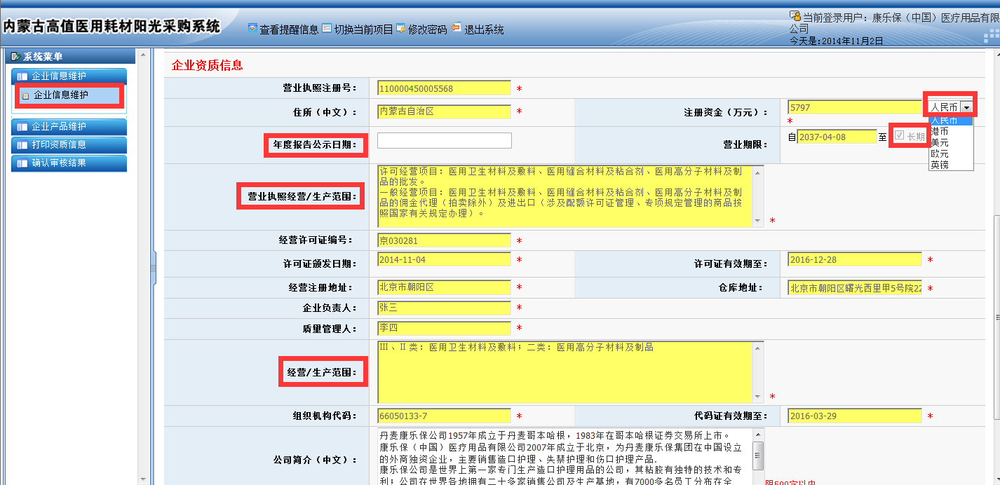 内蒙古高值医用耗材阳光采购系统
查看提醒信息 切换当前项目 修改密码 退出系统
当前登录用户：康乐保（中国）医疗用品有限
公司
今天是:2014年11月2日
系统菜单
企业信息维护
企业信息维护
企业产品维护
打印资质信息
确认审核结果
企业资质信息
营业执照注册号： 110000450005568 *
住所（中文）： 内蒙古自治区 * 注册资金（万元）： 5797 人民币
*
人民币
港币
美元
欧元
英镑
年度报告公示日期： 营业期限： 自 2037-04-08 至 长期
营业执照经营/生产范围：
许可经营项目：医用卫生材料及敷料、医用缝合材料及粘合剂、医用高分子材料及制
品的批发。
一般经营项目：医用卫生材料及敷料、医用缝合材料及粘合剂、医用高分子材料及制
品的佣金代理（拍卖除外）及进出口（涉及配额许可证管理、专项规定管理的商品按
照国家有关规定办理）。
*
经营许可证编号： 京030281 *
许可证颁发日期： 2014-11-04 * 许可证有效期至： 2016-12-28 *
经营注册地址： 北京市朝阳区 * 仓库地址： 北京市朝阳区曙光西里甲5号院22 *
企业负责人： 张三 *
质量管理人： 李四 *
经营/生产范围：
III、II类：医用卫生材料及敷料；二类：医用高分子材料及制品
*
组织机构代码： 66050133-7 * 代码证有效期至： 2016-03-29 *
公司简介（中文）：
丹麦康乐保公司1957年成立于丹麦哥本哈根，1983年在哥本哈根证券交易所上市。
康乐保（中国）医疗用品有限公司2007年成立于北京，为丹麦康乐保集团在中国设立
的外商独资企业，主要销售造口护理、失禁护理和伤口护理产品.
康乐保公司是世界上第一家专门生产造口护理用品的公司，其粘胶有独特的技术和专
利；公司在世界各地拥有二十多家销售公司及生产基地，有7000多名员工分布在全
限500字以内